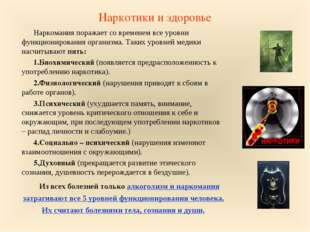 Наркотики и здоровье
Наркомания поражает со временем все уровни
функционирования организма. Таких уровней медики
насчитывают пять:
1.Биохимический (появляется предрасположенность к
употреблению наркотика).
2.Физиологический (нарушения приводят к сбоям в
работе органов).
3.Психический (ухудшается память, внимание,
снижается уровень критического отношения к себе и
окружающим, при последующем употреблении наркотиков
– распад личности и слабоумие.)
4.Социально – психический (нарушения изменяют
взаимоотношения с окружающими).
5.Духовный (прекращается развитие этического
сознания, душевность перерождается в бездушие).
Из всех болезней только алкоголизм и наркомания
затрагивают все 5 уровней функционирования человека.
Их считают болезнями тела, сознания и души.
НАРКОТИКИ